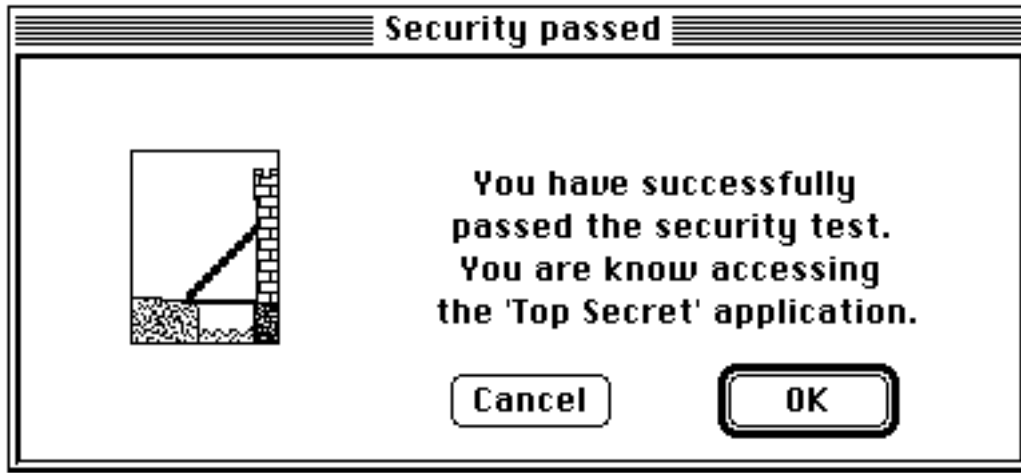 Security passed
You have successfully
passed the security test.
You are know accessing
the 'Top Secret' application.
Cancel
OK